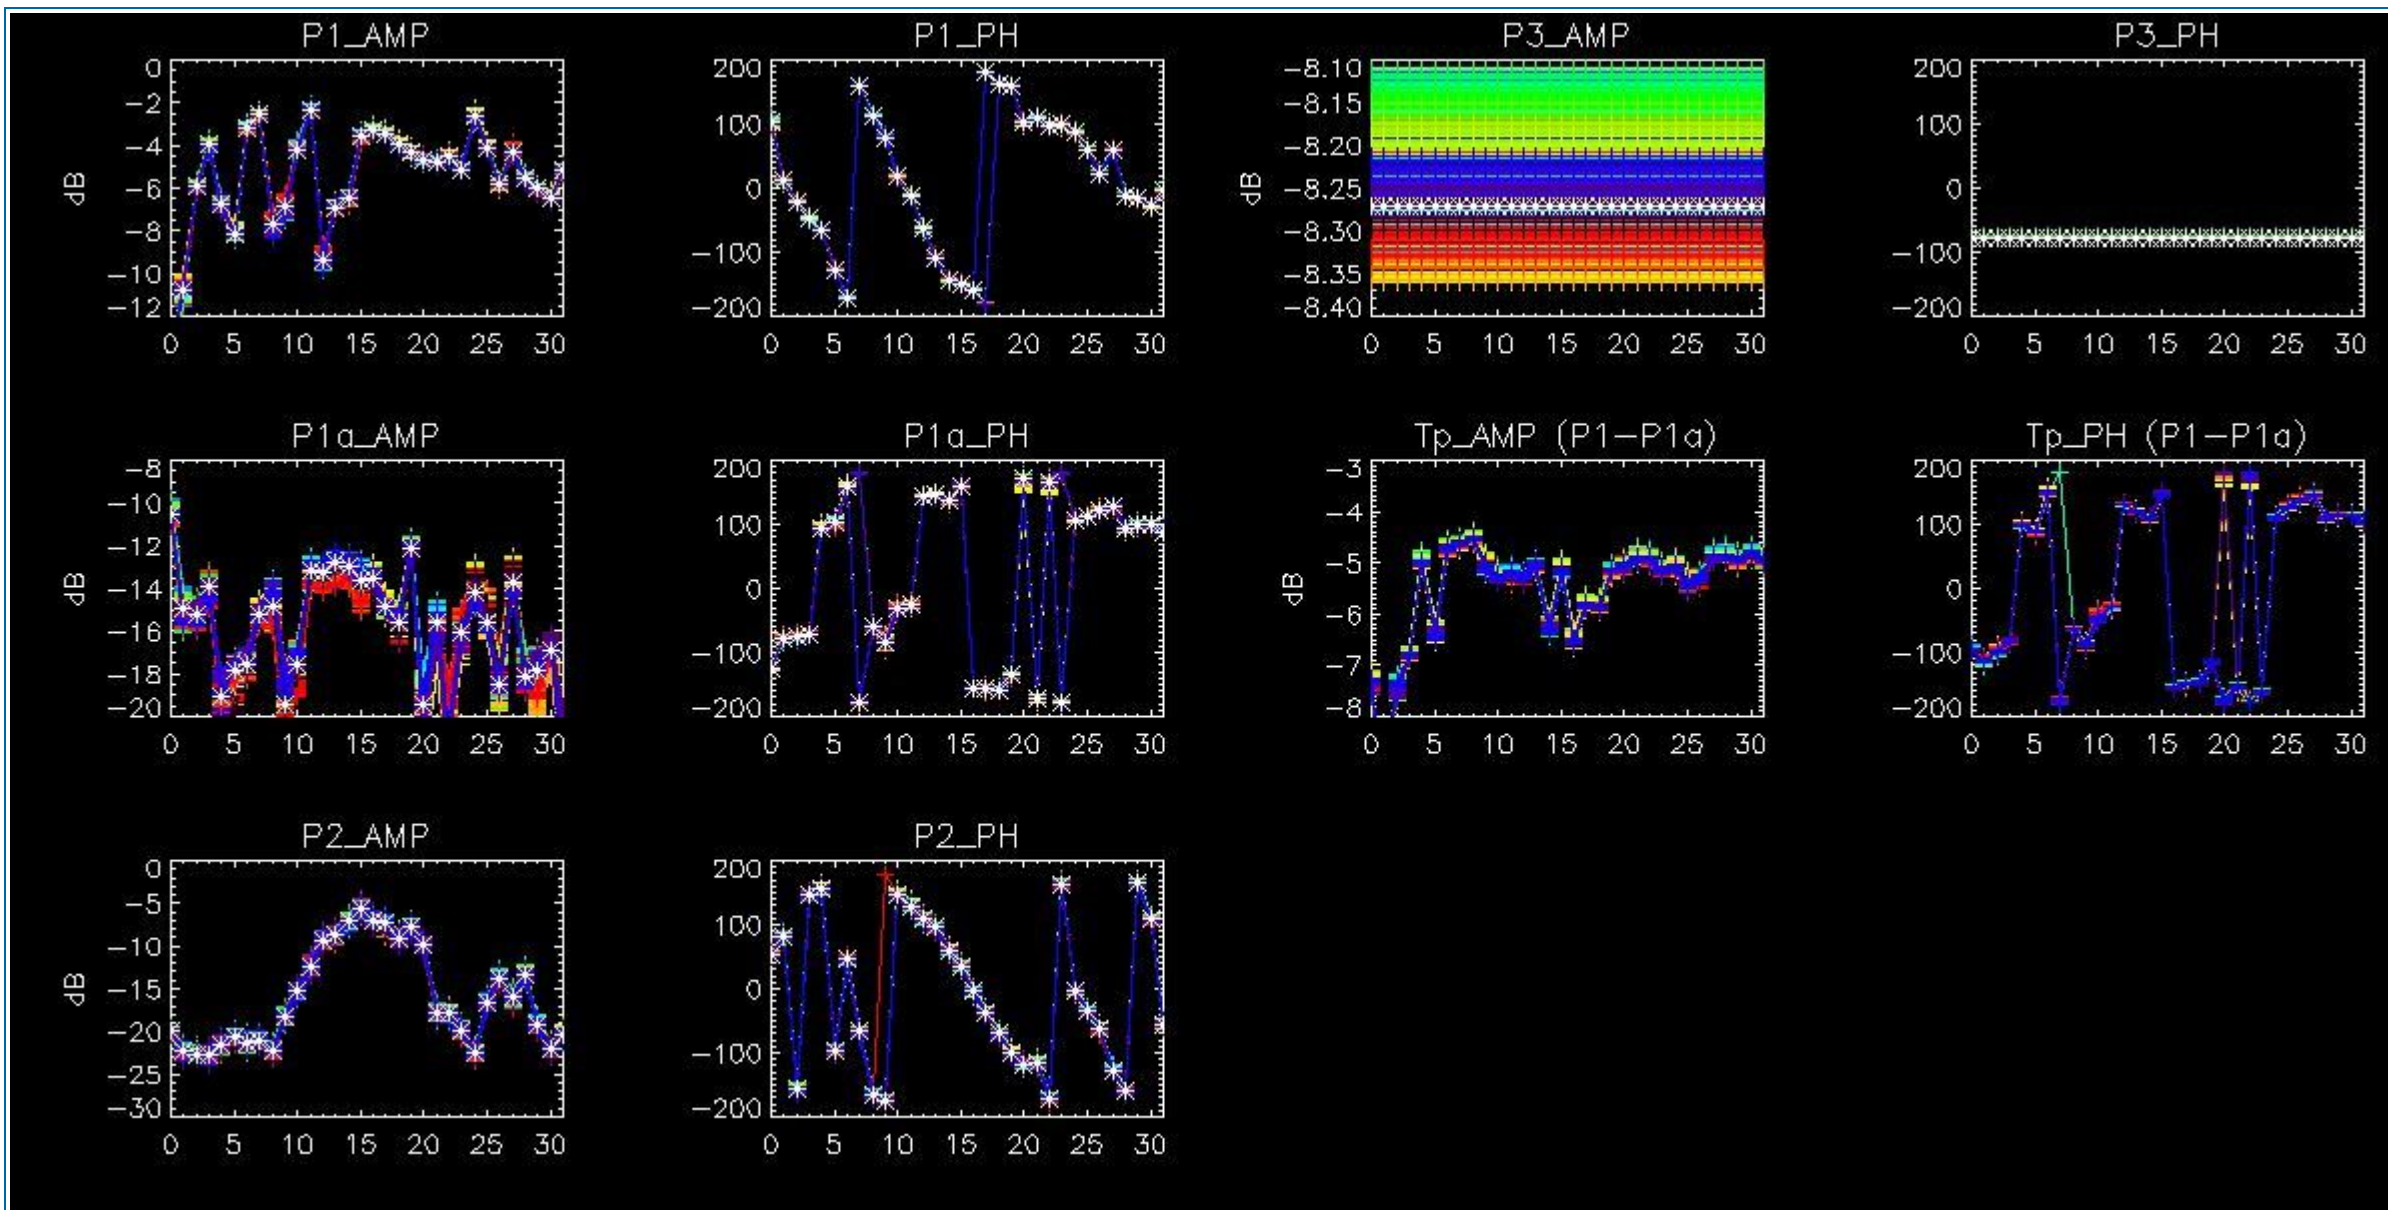 P1_AMP P1_PH P3_AMP P3_PH
0 200 −8.10 200
−2 100 −8.15 100
−4 0 −8.20 0
dB −6 −100 dB −8.25 −100
−8 −200 −8.30 −200
−10 −8.35
−12 −8.40
0 5 10 15 20 25 30 0 5 10 15 20 25 30 0 5 10 15 20 25 30 0 5 10 15 20 25 30
P1a_AMP P1a_PH Tp_AMP (P1−P1a) Tp_PH (P1−P1a)
−8 200 −3 200
−10 100 −4 100
−12 0 −5 0
dB −14 −100 dB −6 −100
−16 −200 −7 −200
−18 −8
−20
0 5 10 15 20 25 30 0 5 10 15 20 25 30 0 5 10 15 20 25 30 0 5 10 15 20 25 30
P2_AMP P2_PH
0 200
−5 100
−10 0
dB −15 −100
−20 −200
−25
−30
0 5 10 15 20 25 30 0 5 10 15 20 25 30